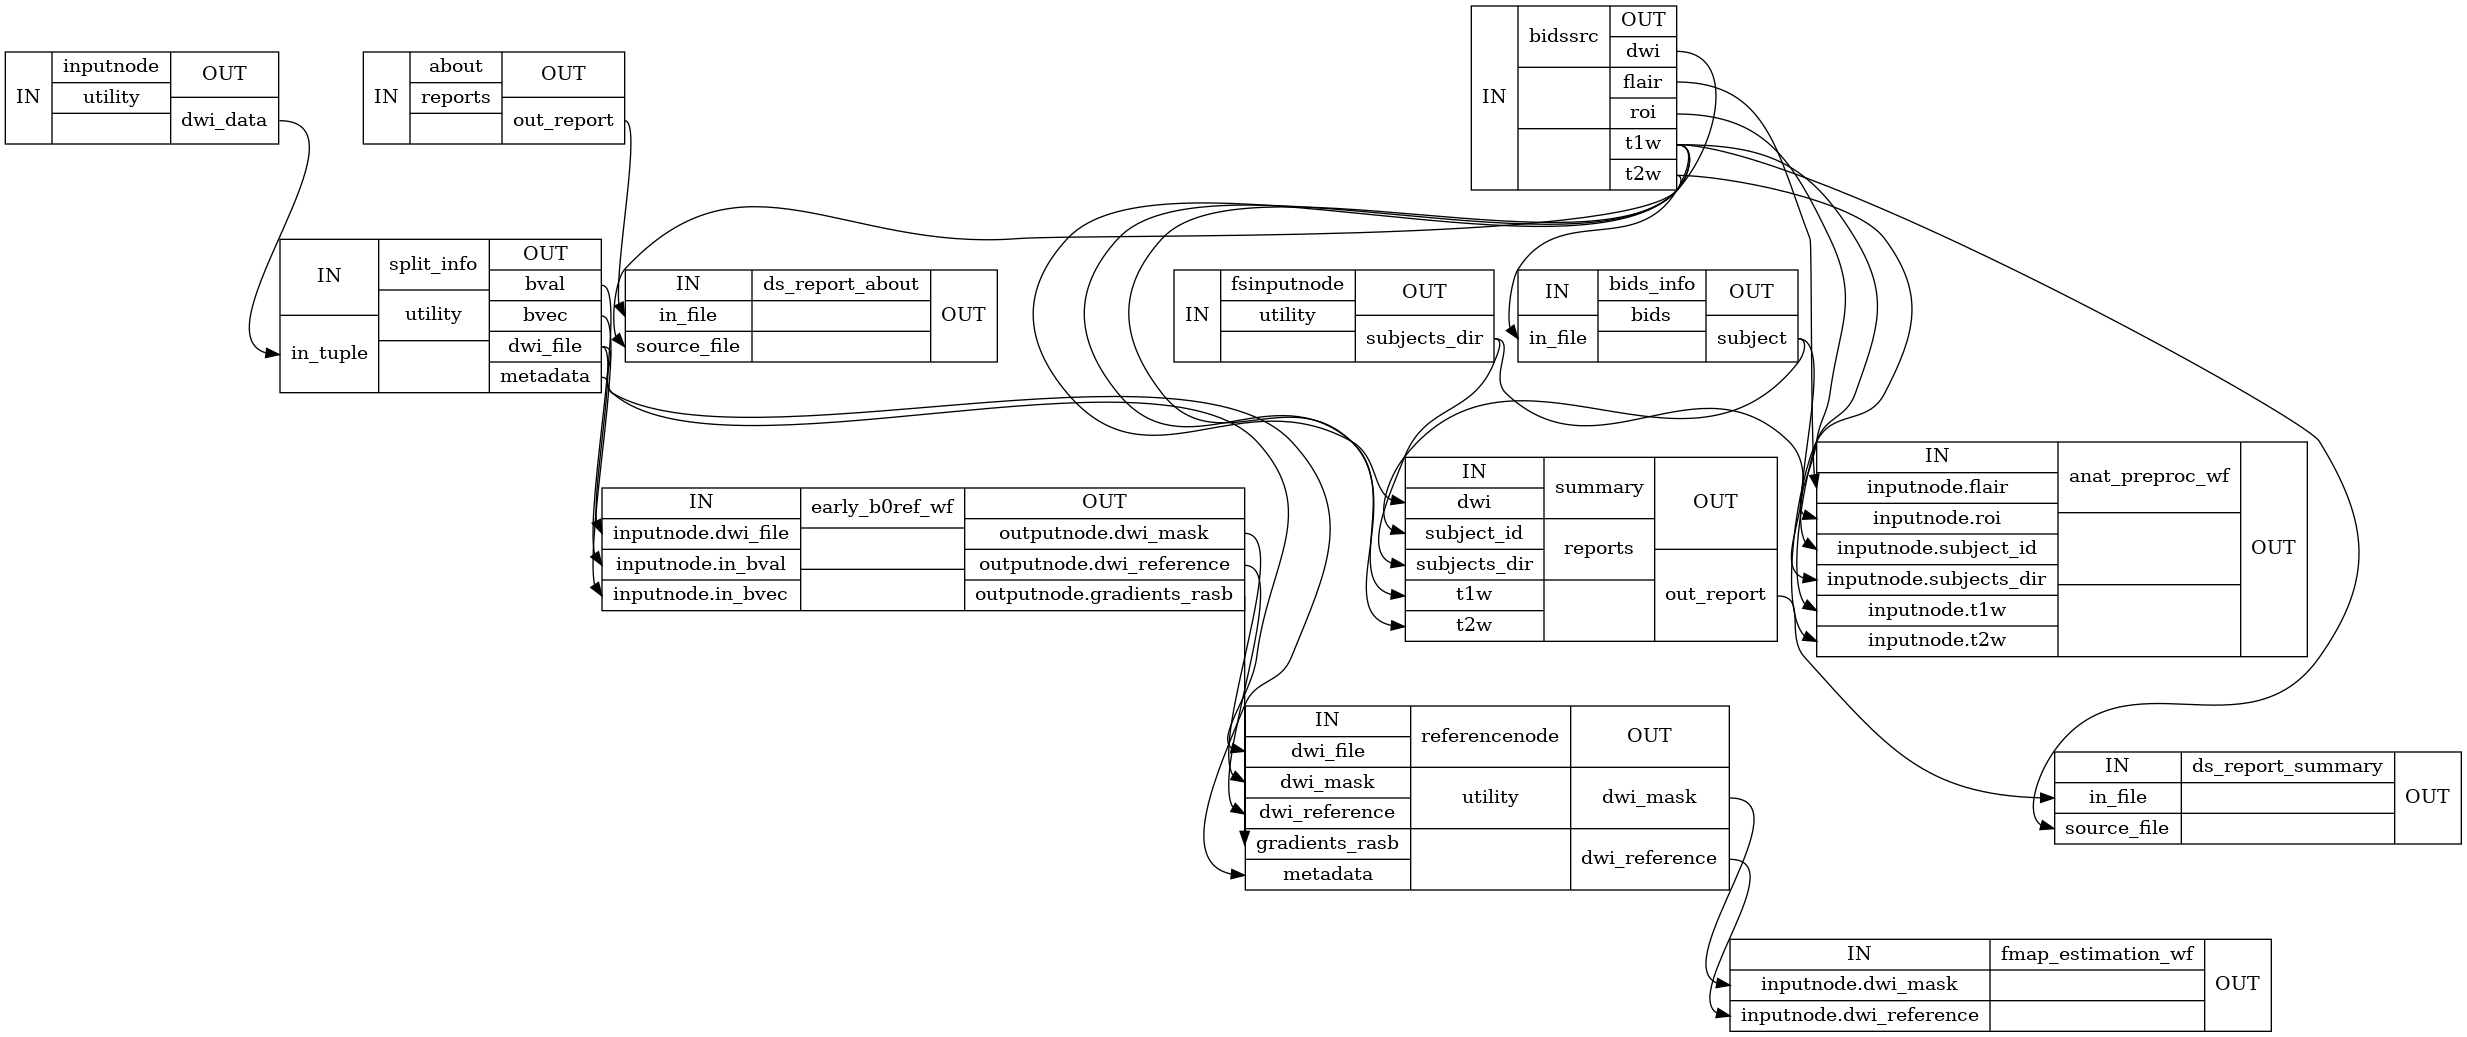 IN
inputnode
utility
OUT
dwi_data
IN
about
reports
OUT
out_report
IN
bidssrc
OUT
dwi
flair
roi
t1w
t2w
IN
in_tuple
split_info
utility
OUT
bval
bvec
dwi_file
metadata
IN
in_file
source_file
ds_report_about
OUT
IN
fsinputnode
utility
OUT
subjects_dir
IN
in_file
bids_info
bids
OUT
subject
IN
inputnode.dwi_file
inputnode.in_bval
inputnode.in_bvec
early_b0ref_wf
OUT
outputnode.dwi_mask
outputnode.dwi_reference
outputnode.gradients_rasb
IN
dwi
subject_id
subjects_dir
t1w
t2w
summary
reports
OUT
out_report
IN
inputnode.flair
inputnode.roi
inputnode.subject_id
inputnode.subjects_dir
inputnode.t1w
inputnode.t2w
anat_preproc_wf
OUT
IN
dwi_file
dwi_mask
dwi_reference
gradients_rasb
metadata
referencenode
utility
OUT
dwi_mask
dwi_reference
IN
in_file
source_file
ds_report_summary
OUT
IN
inputnode.dwi_mask
inputnode.dwi_reference
fmap_estimation_wf
OUT